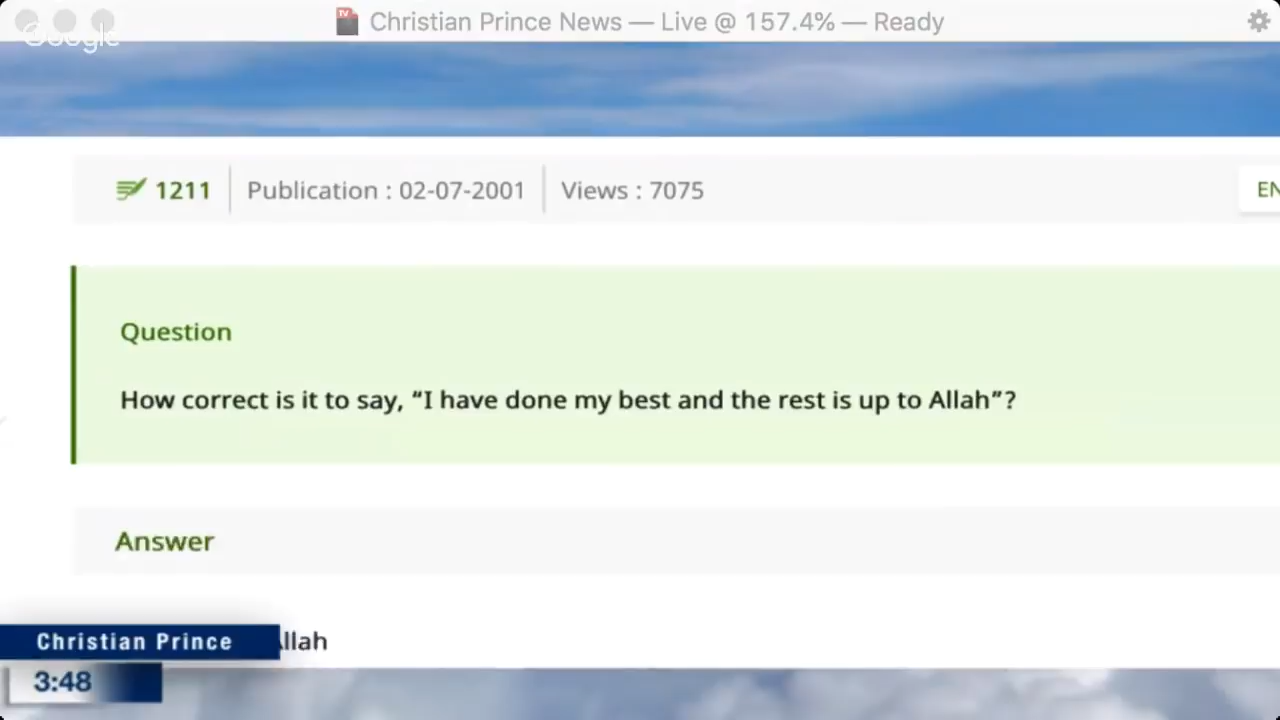 Christian Prince News — Live @ 157.4% — Ready
Google
1211 Publication : 02-07-2001 Views : 7075 EN
Question
How correct is it to say, “I have done my best and the rest is up to Allah”?
Answer
Allah
Christian Prince
3:48